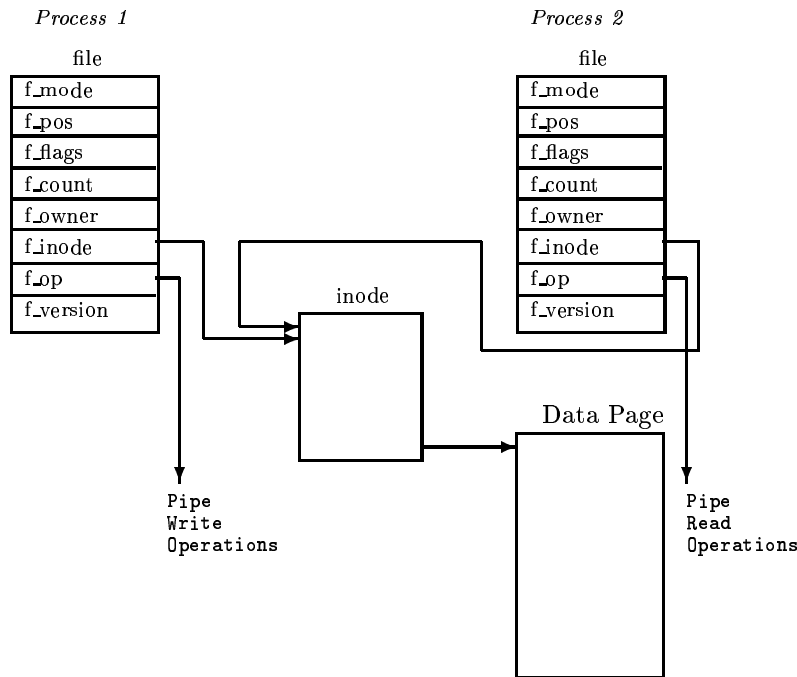 Process 1
file
f_mode
f_pos
f_flags
f_count
f_owner
f_inode
f_op
f_version
Process 2
file
f_mode
f_pos
f_flags
f_count
f_owner
f_inode
f_op
f_version
inode
Data Page
Pipe
Write
Operations
Pipe
Read
Operations